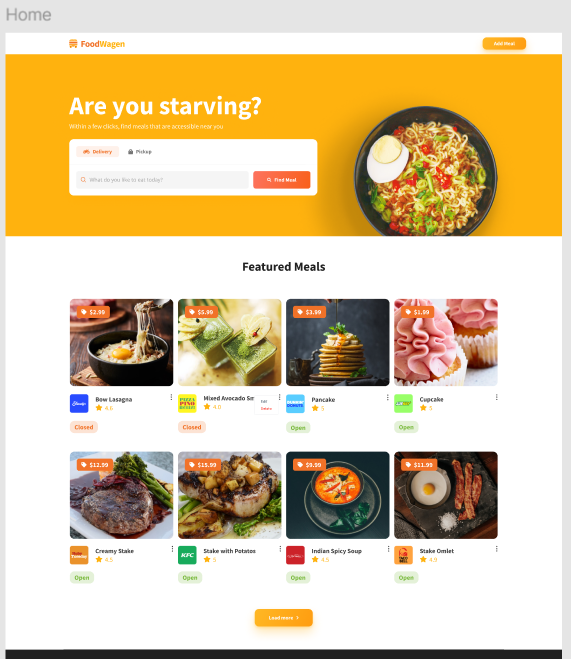 Home
FoodWagen
Add Meal
Are you starving?
Within a few clicks, find meals that are accessible near you
Delivery
Pickup
What do you like to eat today?
Find Meal
Featured Meals
$2.99
$5.99
$3.99
$1.99
Bow Lasagna
4.6
Mixed Avocado Sm
Edit
Delete
Pancake
5
Cupcake
5
Closed
Closed
Open
Open
$12.99
$15.99
$9.99
$11.99
Creamy Stake
4.5
KFC
Stake with Potatos
5
Indian Spicy Soup
4.5
Stake Omlet
4.9
Open
Open
Open
Open
Load more